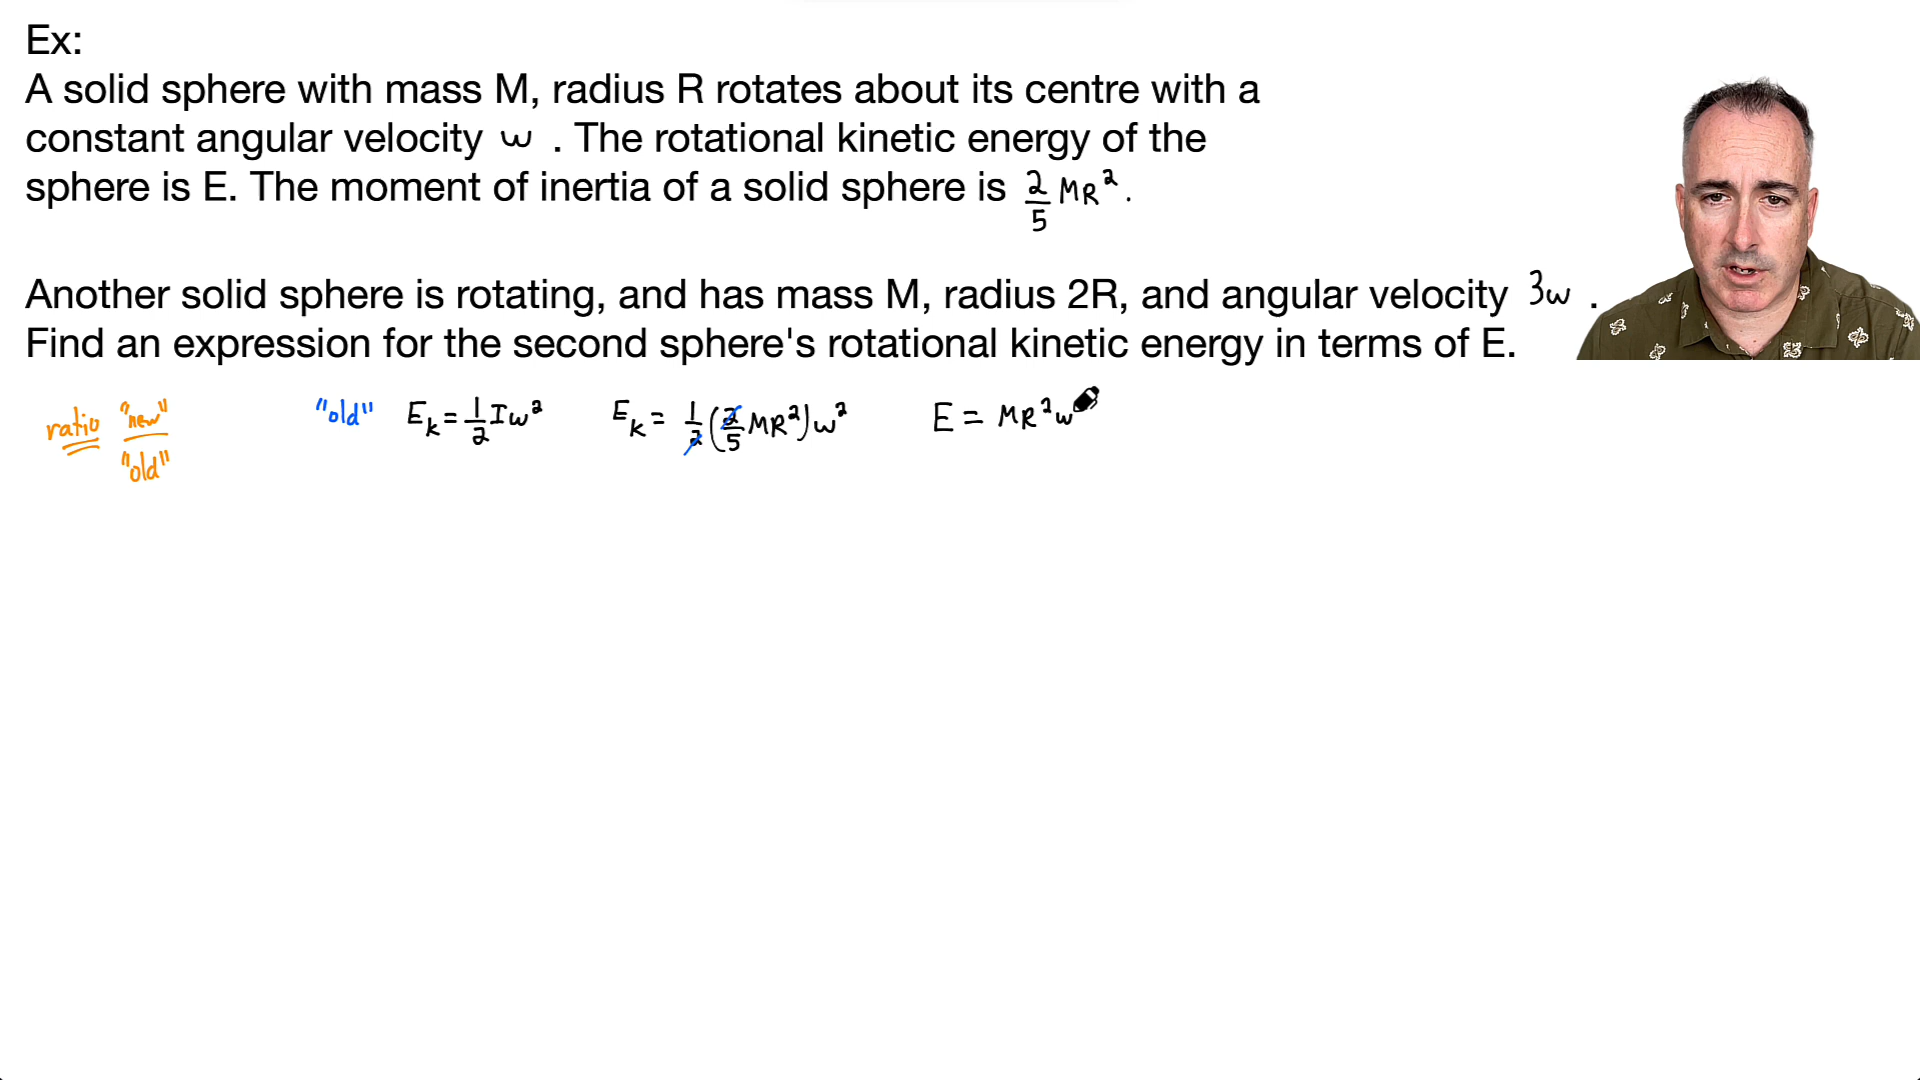 Ex:
A solid sphere with mass M, radius R rotates about its centre with a
constant angular velocity ω . The rotational kinetic energy of the
sphere is E. The moment of inertia of a solid sphere is 2/5 MR².
Another solid sphere is rotating, and has mass M, radius 2R, and angular velocity 3ω .
Find an expression for the second sphere's rotational kinetic energy in terms of E.
ratio "new"/"old" "old" E_k = 1/2 Iω² E_k = 1/2 (2/5 MR²) ω² E = MR²ω